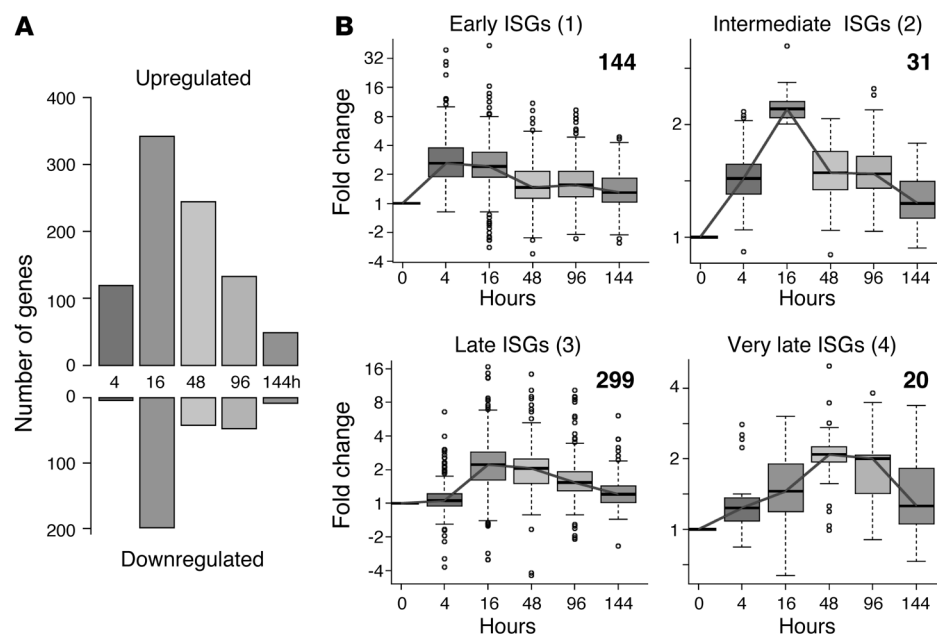 A
Upregulated
400
300
200
100
0
4 16 48 96 144h
0
100
200
Number of genes
Downregulated
B
Early ISGs (1)
144
Fold change
32
16
8
4
2
1
-2
-4
0 4 16 48 96 144
Hours
Intermediate ISGs (2)
31
2
1
0 4 16 48 96 144
Hours
Late ISGs (3)
299
Fold change
16
8
4
2
1
-2
-4
0 4 16 48 96 144
Hours
Very late ISGs (4)
20
4
2
1
0 4 16 48 96 144
Hours